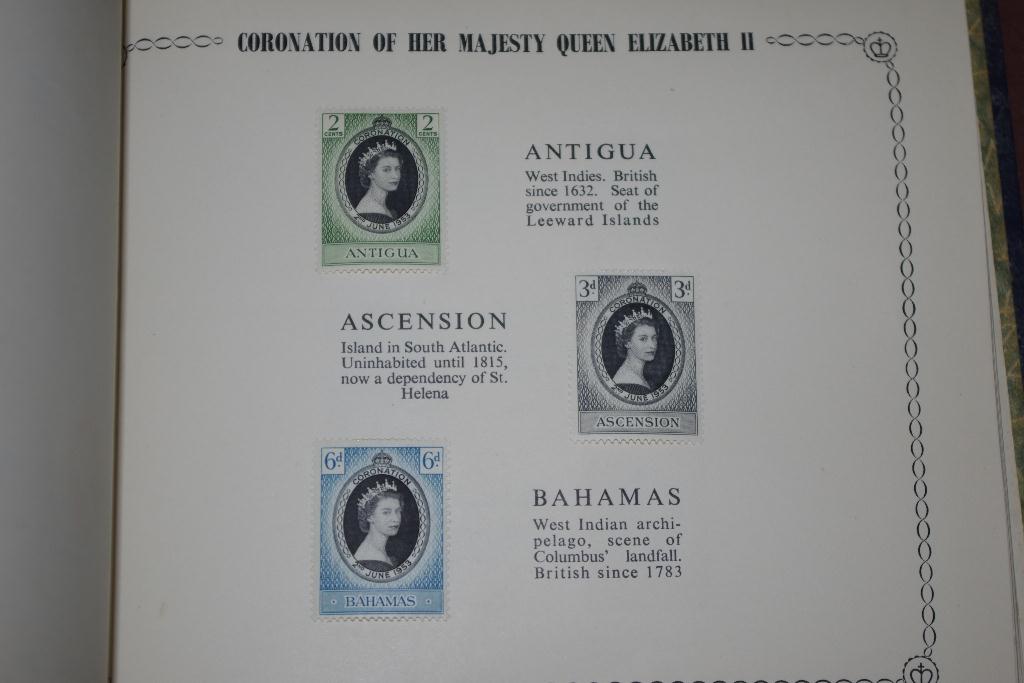 CORONATION OF HER MAJESTY QUEEN ELIZABETH II
2 CENTS 2 CENTS
CORONATION
2ND JUNE 1953
ANTIGUA
ANTIGUA
West Indies. British
since 1632. Seat of
government of the
Leeward Islands
ASCENSION
Island in South Atlantic.
Uninhabited until 1815,
now a dependency of St.
Helena
3d. 3d.
CORONATION
2ND JUNE 1953
ASCENSION
6d. 6d.
CORONATION
2ND JUNE 1953
BAHAMAS
BAHAMAS
West Indian archi-
pelago, scene of
Columbus' landfall.
British since 1783